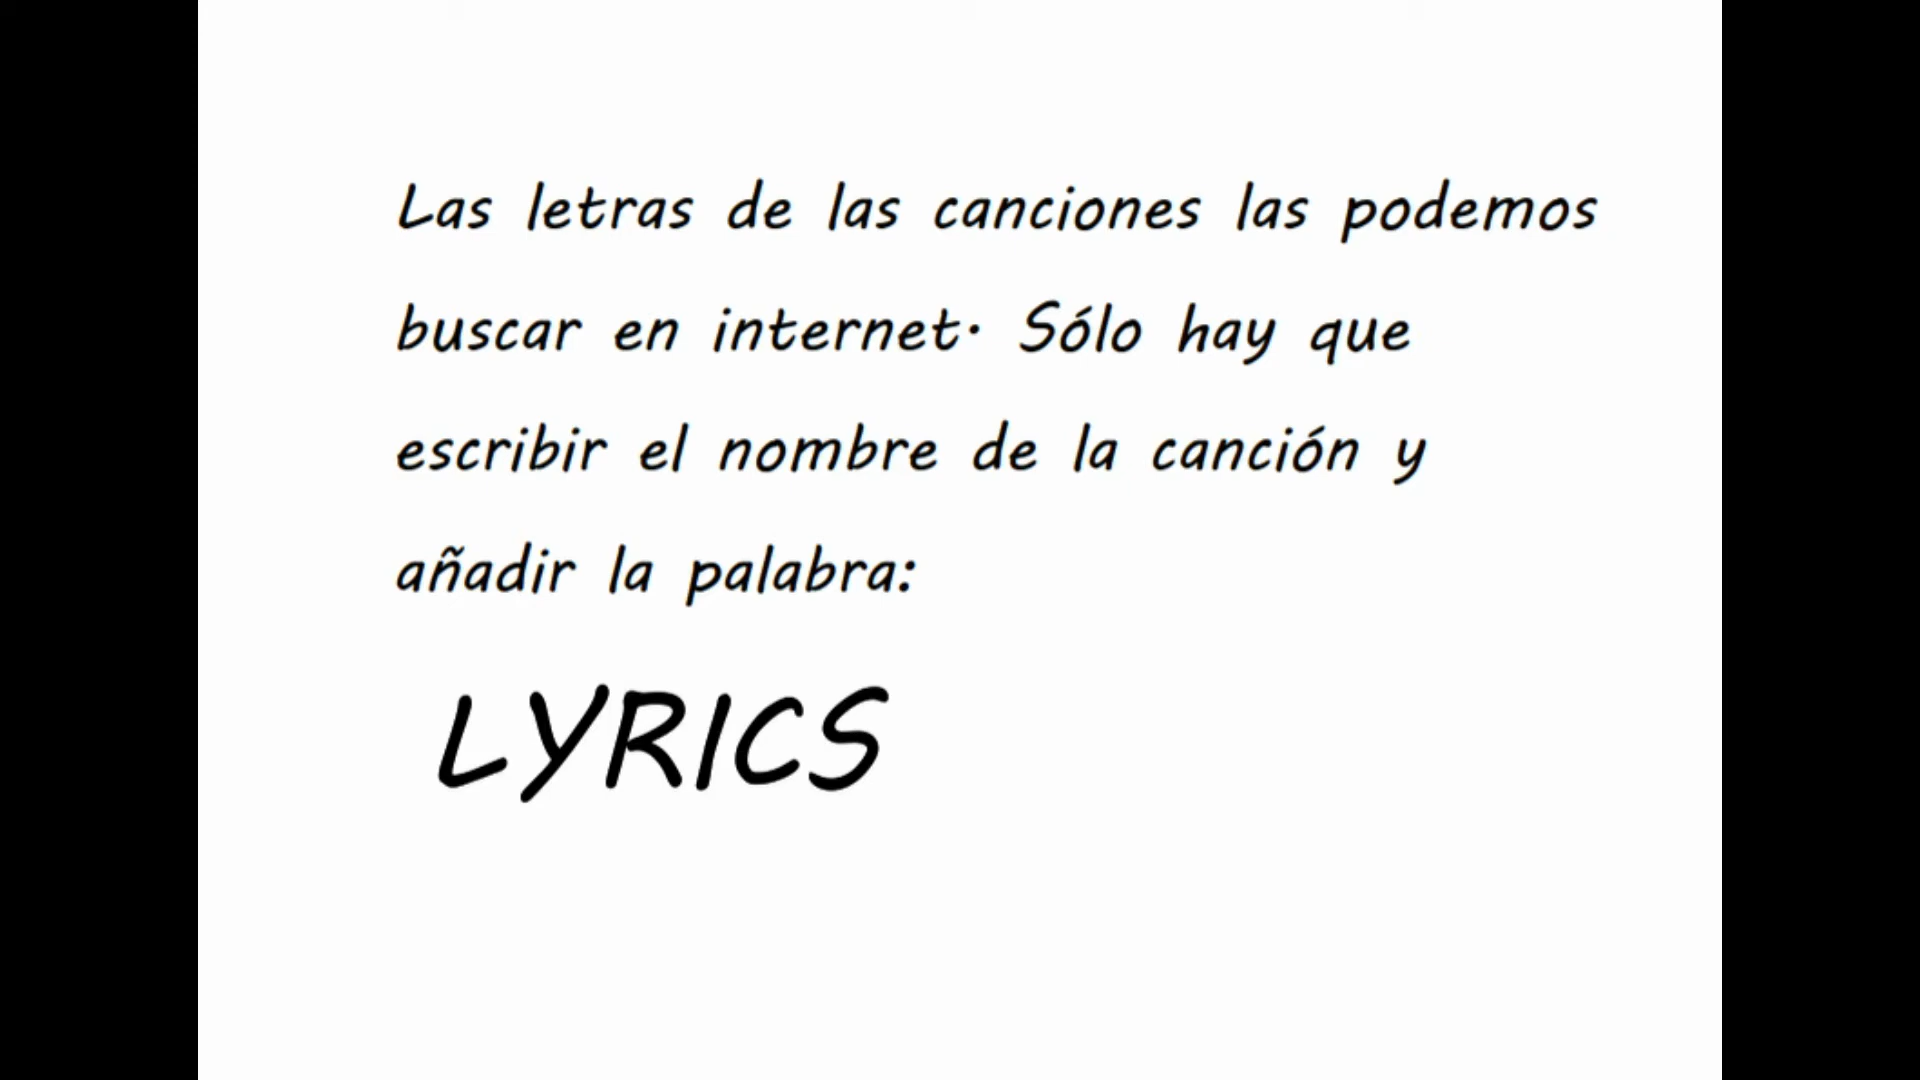 Las letras de las canciones las podemos
buscar en internet. Sólo hay que
escribir el nombre de la canción y
añadir la palabra:
LYRICS